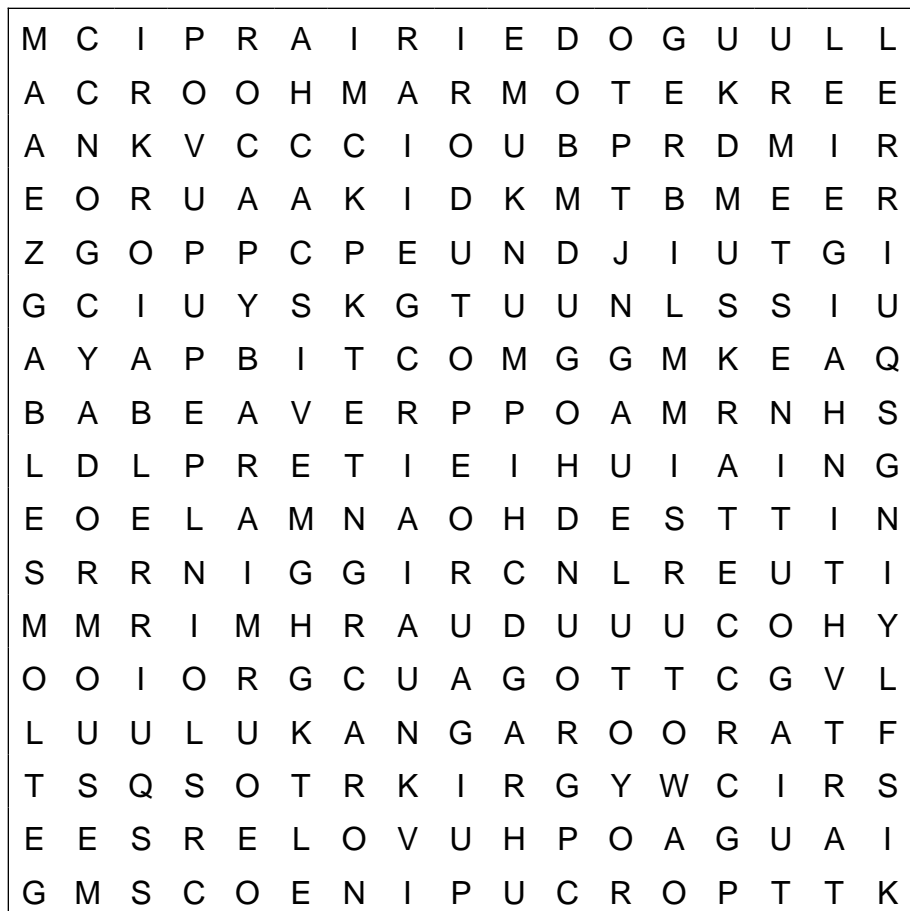 M C I P R A I R I E D O G U U L L
A C R O O H M A R M O T E K R E E
A N K V C C C I O U B P R D M I R
E O R U A A K I D K M T B M E E R
Z G O P P C P E U N D J I U T G I
G C I U Y S K G T U U N L S S I U
A Y A P B I T C O M G G M K E A Q
B A B E A V E R P P O A M R N H S
L D L P R E T I E I H U I A I N G
E O E L A M N A O H D E S T T I N
S R R N I G G I R C N L R E U T I
M M R I M H R A U D U U U C O H Y
O O I O R G C U A G O T T C G V L
L U U L U K A N G A R O O R A T F
T S Q S O T R K I R G Y W C I R S
E E S R E L O V U H P O A G U A I
G M S C O E N I P U C R O P T T K